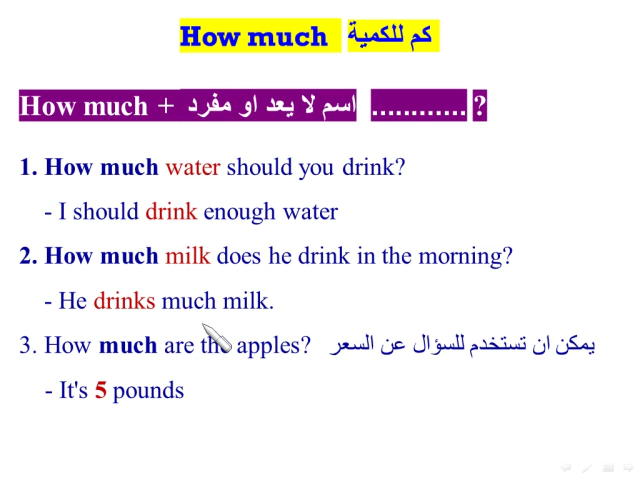 How much كم للكمية
How much + اسم لا يعد او مفرد ............ ?
1. How much water should you drink?
- I should drink enough water
2. How much milk does he drink in the morning?
- He drinks much milk.
3. How much are the apples? يمكن ان تستخدم للسؤال عن السعر
- It's 5 pounds